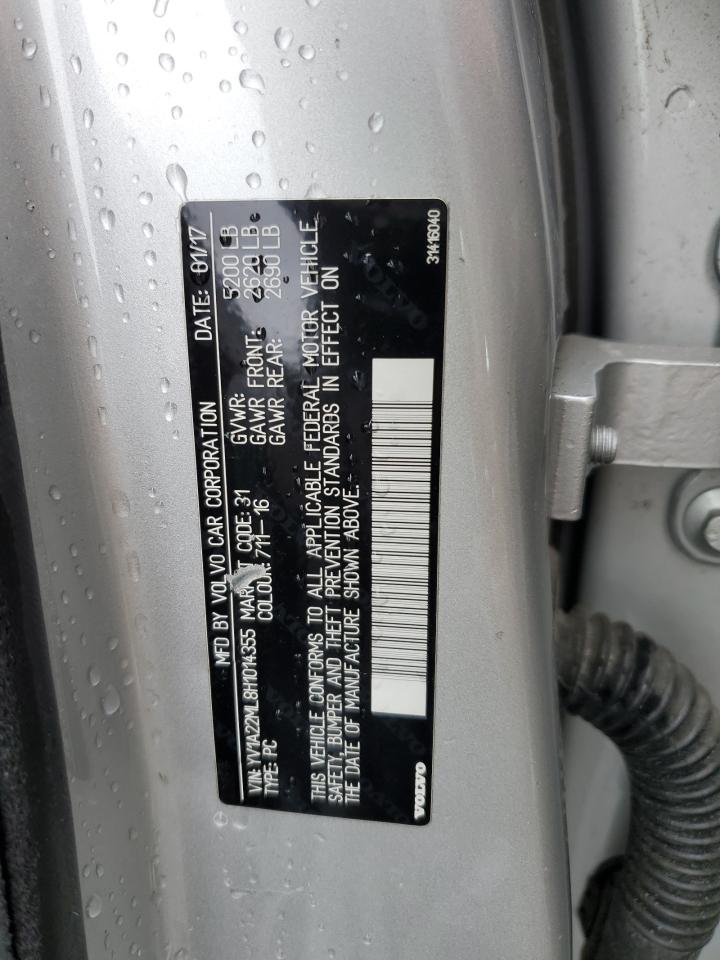 MFD BY VOLVO CAR CORPORATION DATE: 01/17
VIN: YV1A22ML8H1014355 MARKET CODE: 31 GVWR: 5200 LB
TYPE: PC COLOUR: 711-16 GAWR FRONT: 2620 LB
GAWR REAR: 2690 LB
THIS VEHICLE CONFORMS TO ALL APPLICABLE FEDERAL MOTOR VEHICLE
SAFETY, BUMPER AND THEFT PREVENTION STANDARDS IN EFFECT ON
THE DATE OF MANUFACTURE SHOWN ABOVE.
VOLVO 31416040